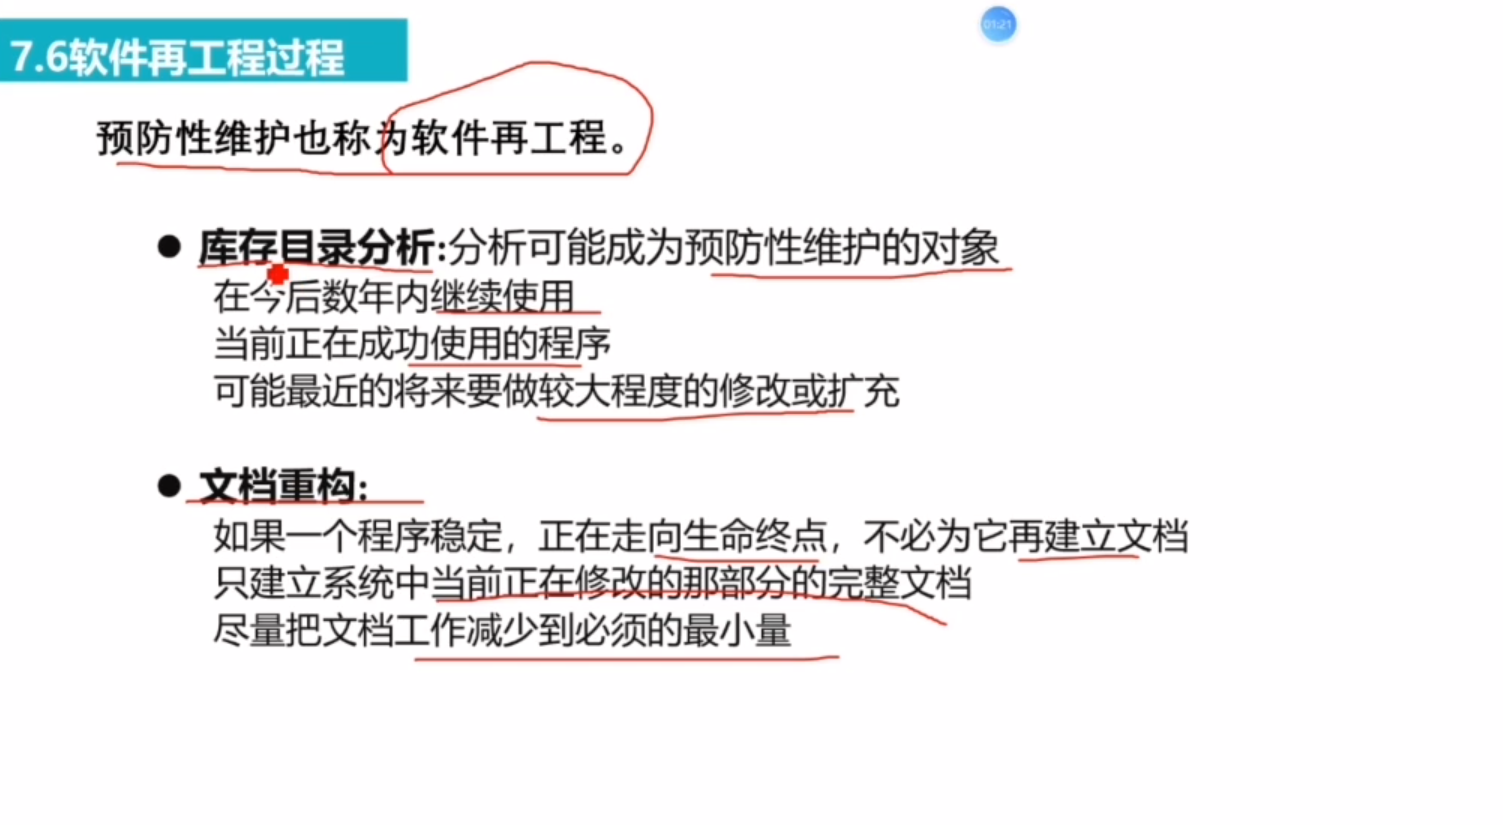 01:21
7.6软件再工程过程
预防性维护也称为软件再工程。
● 库存目录分析:分析可能成为预防性维护的对象
在今后数年内继续使用
当前正在成功使用的程序
可能最近的将来要做较大程度的修改或扩充
● 文档重构:
如果一个程序稳定，正在走向生命终点，不必为它再建立文档
只建立系统中当前正在修改的那部分的完整文档
尽量把文档工作减少到必须的最小量